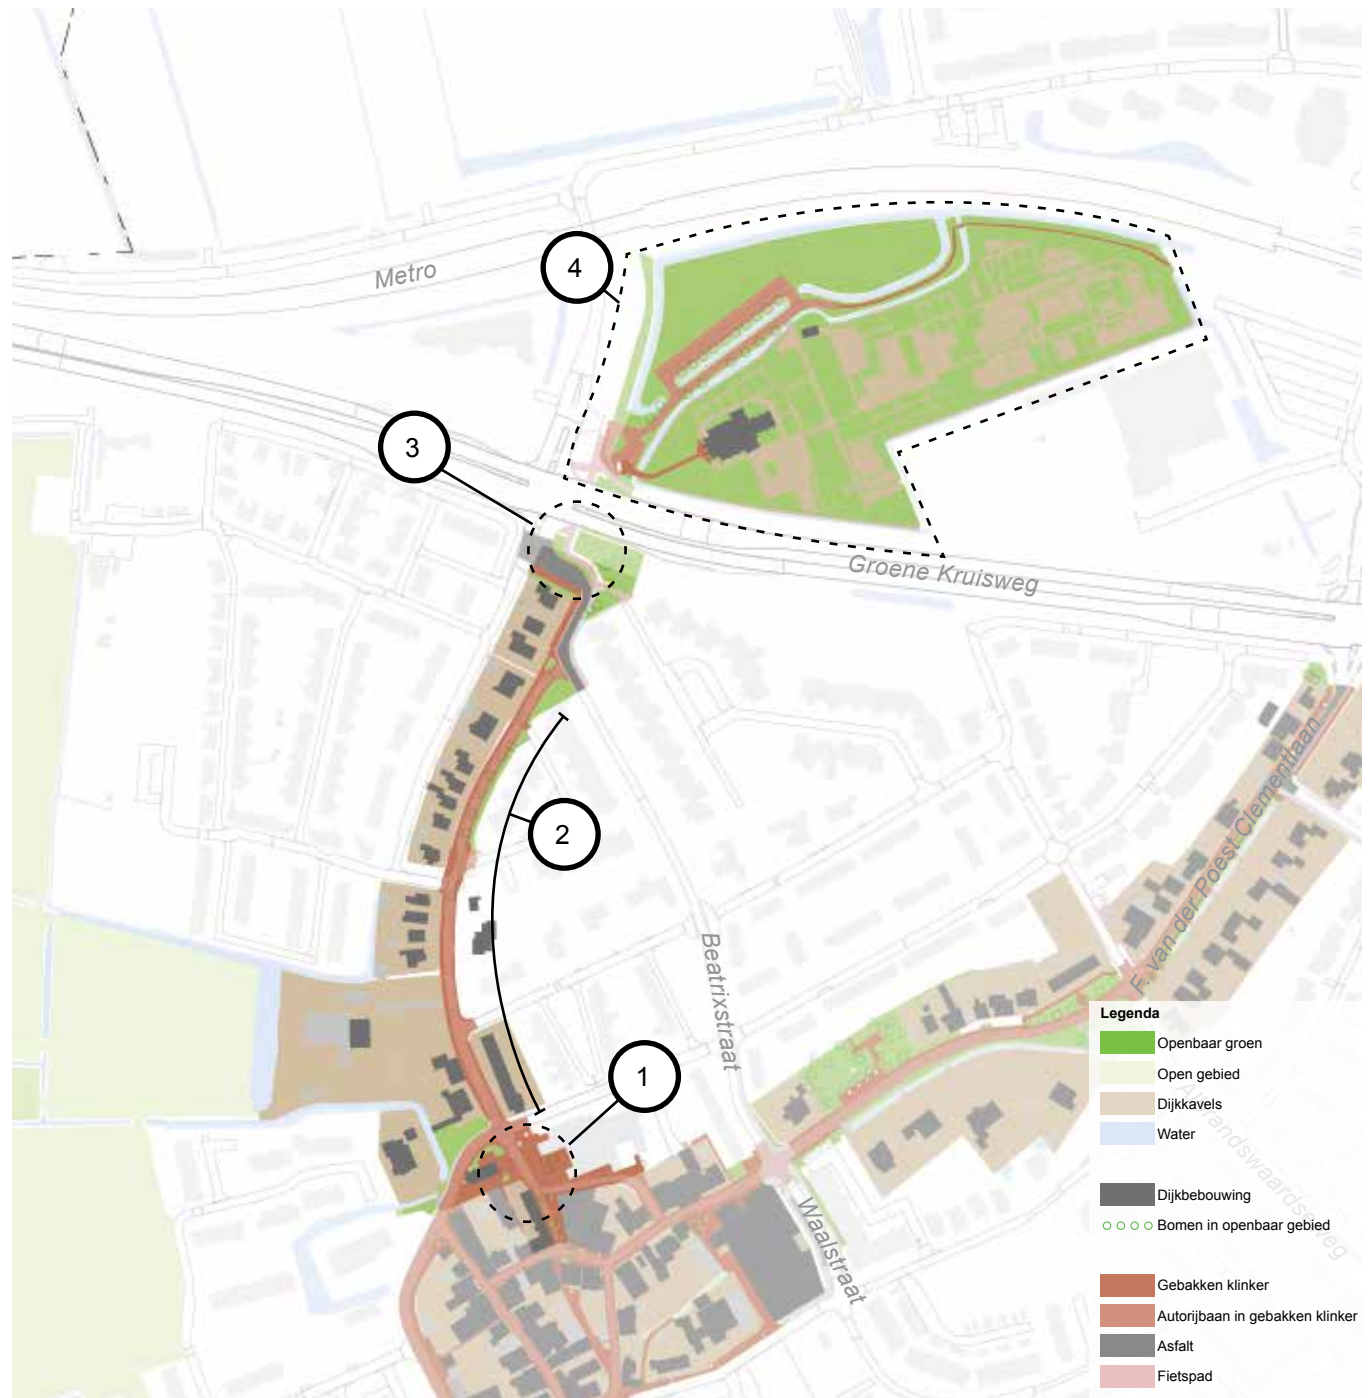 Metro
4
3
Groene Kruisweg
2
F. van der Poest Clementlaan
Beatrixstraat
1
Waalstraat
Legenda
Openbaar groen
Open gebied
Dijkkavels
Water
Dijkbebouwing
Bomen in openbaar gebied
Gebakken klinker
Autorijbaan in gebakken klinker
Asfalt
Fietspad